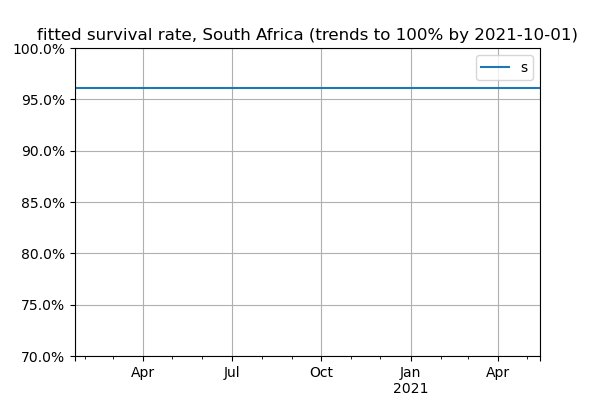 fitted survival rate, South Africa (trends to 100% by 2021-10-01)
100.0%
s
95.0%
90.0%
85.0%
80.0%
75.0%
70.0%
Apr Jul Oct Jan Apr
2021